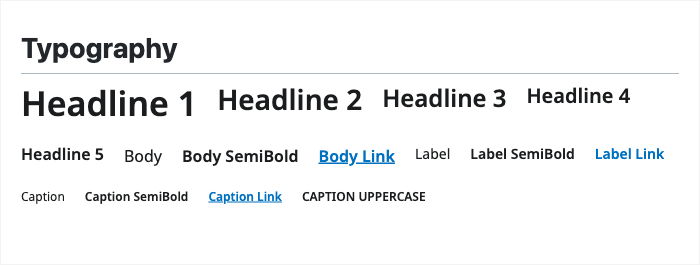 Typography
Headline 1 Headline 2 Headline 3 Headline 4
Headline 5 Body Body SemiBold Body Link Label Label SemiBold Label Link
Caption Caption SemiBold Caption Link CAPTION UPPERCASE